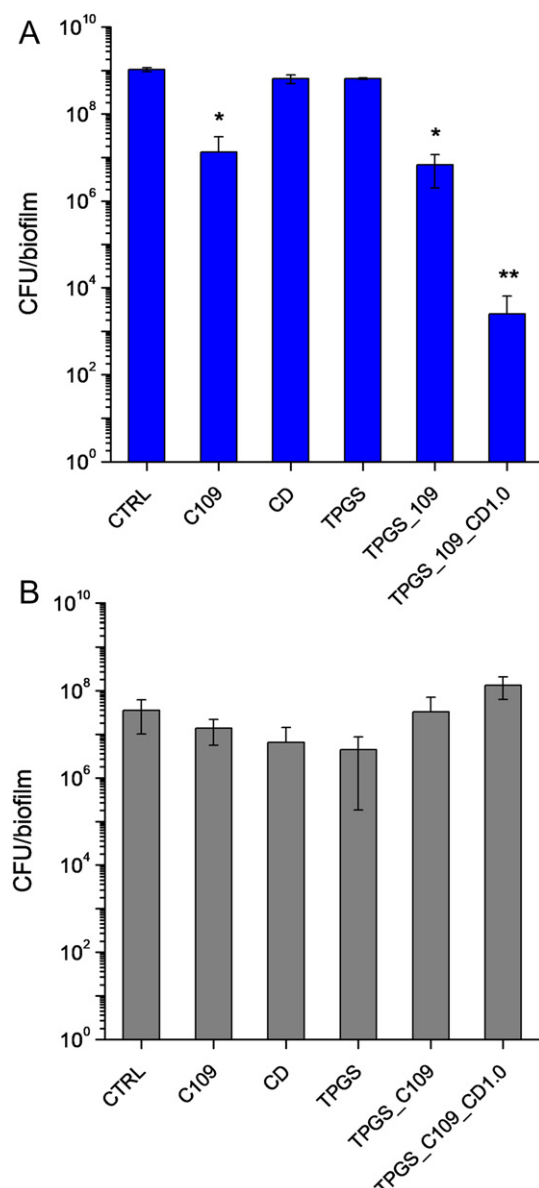 A
10^10
10^8
10^6
10^4
10^2
10^0
CFU/biofilm
*
*
**
CTRL
C109
CD
TPGS
TPGS_109
TPGS_109_CD1.0
B
10^10
10^8
10^6
10^4
10^2
10^0
CFU/biofilm
CTRL
C109
CD
TPGS
TPGS_C109
TPGS_C109_CD1.0